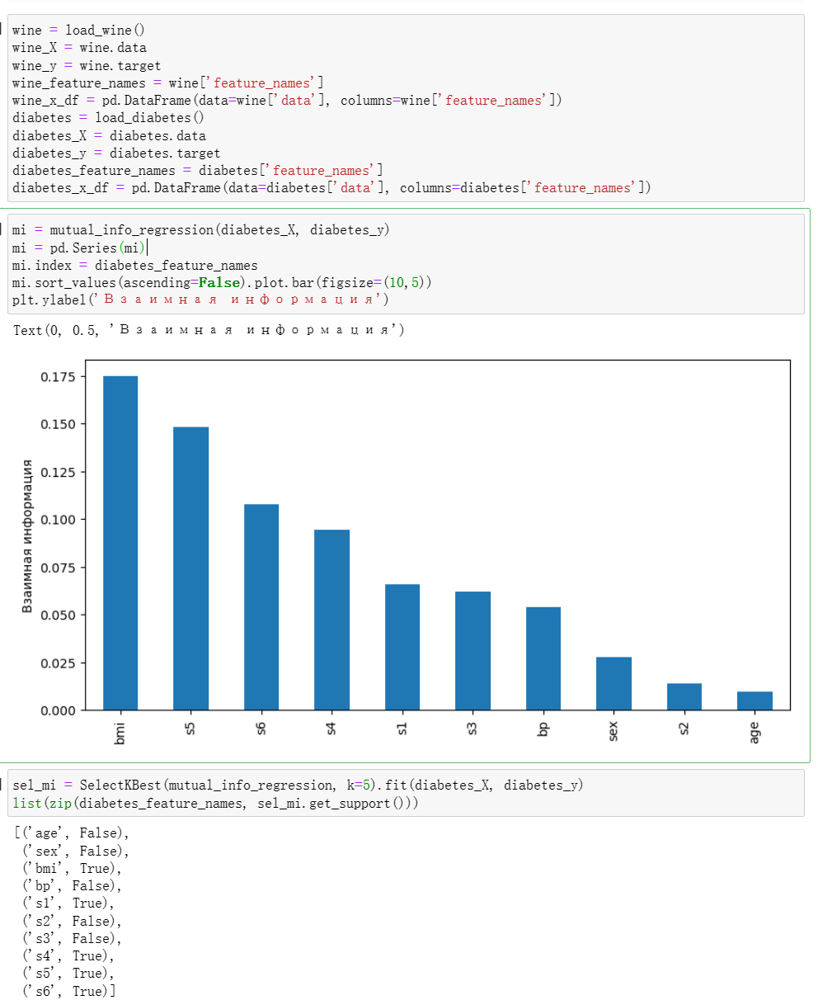 wine = load_wine()
wine_X = wine.data
wine_y = wine.target
wine_feature_names = wine['feature_names']
wine_x_df = pd.DataFrame(data=wine['data'], columns=wine['feature_names'])
diabetes = load_diabetes()
diabetes_X = diabetes.data
diabetes_y = diabetes.target
diabetes_feature_names = diabetes['feature_names']
diabetes_x_df = pd.DataFrame(data=diabetes['data'], columns=diabetes['feature_names'])
mi = mutual_info_regression(diabetes_X, diabetes_y)
mi = pd.Series(mi)
mi.index = diabetes_feature_names
mi.sort_values(ascending=False).plot.bar(figsize=(10,5))
plt.ylabel('Взаимная информация')
Text(0, 0.5, 'Взаимная информация')
0.175
0.150
0.125
0.100
0.075
0.050
0.025
0.000
Взаимная информация
bmi s5 s6 s4 s1 s3 bp sex s2 age
sel_mi = SelectKBest(mutual_info_regression, k=5).fit(diabetes_X, diabetes_y)
list(zip(diabetes_feature_names, sel_mi.get_support()))
[('age', False),
('sex', False),
('bmi', True),
('bp', False),
('s1', True),
('s2', False),
('s3', False),
('s4', True),
('s5', True),
('s6', True)]